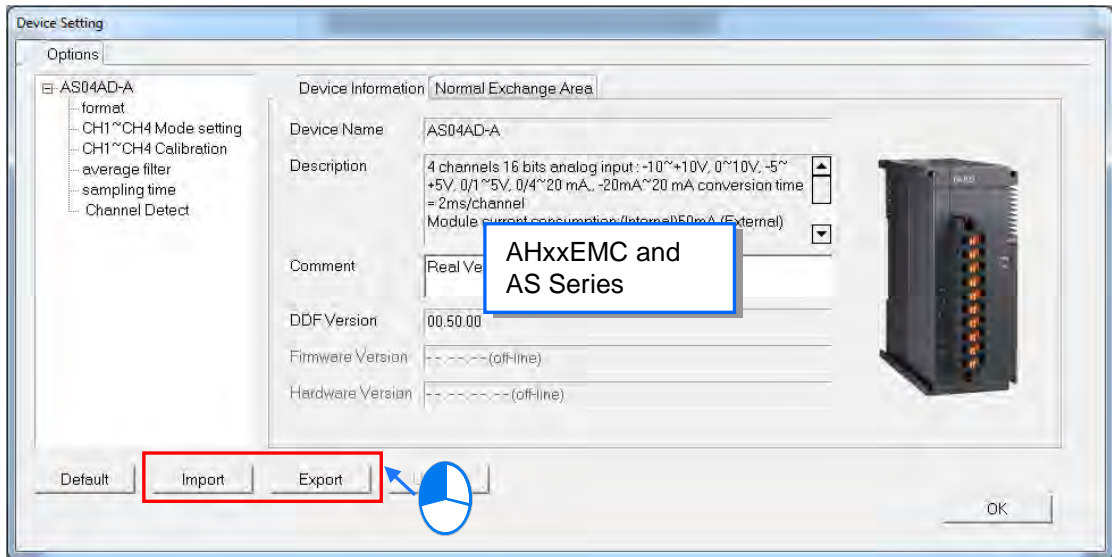 Device Setting
Options
AS04AD-A
format
CH1~CH4 Mode setting
CH1~CH4 Calibration
average filter
sampling time
Channel Detect
Device Information
Normal Exchange Area
Device Name
AS04AD-A
Description
4 channels 16 bits analog input : -10~+10V, 0~10V, -5~
+5V, 0/1~5V, 0/4~20 mA,, -20mA~20 mA conversion time
= 2ms/channel
Module current consumption:(Internal)50mA (External)
AHxxEMC and
AS Series
Comment
Real Ve
DDF Version
00.50.00
Firmware Version
--.--.--(off-line)
Hardware Version
--.--.--.--(off-line)
Default
Import
Export
OK